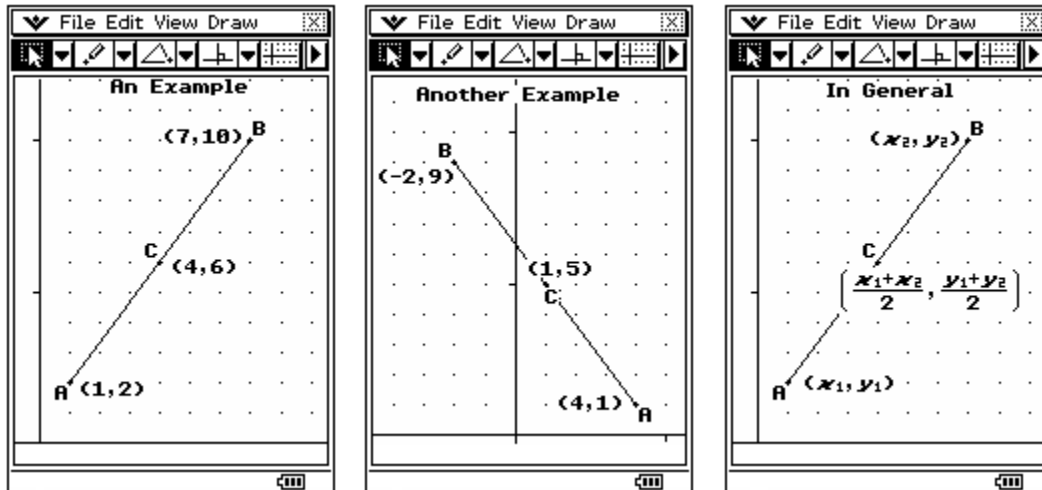 File Edit View Draw
An Example
(7,10) B
C
(4,6)
A (1,2)
File Edit View Draw
Another Example
B
(-2,9)
(1,5)
C
(4,1)
A
File Edit View Draw
In General
(x₂,y₂) B
C
(x₁+x₂/2, y₁+y₂/2)
A (x₁,y₁)